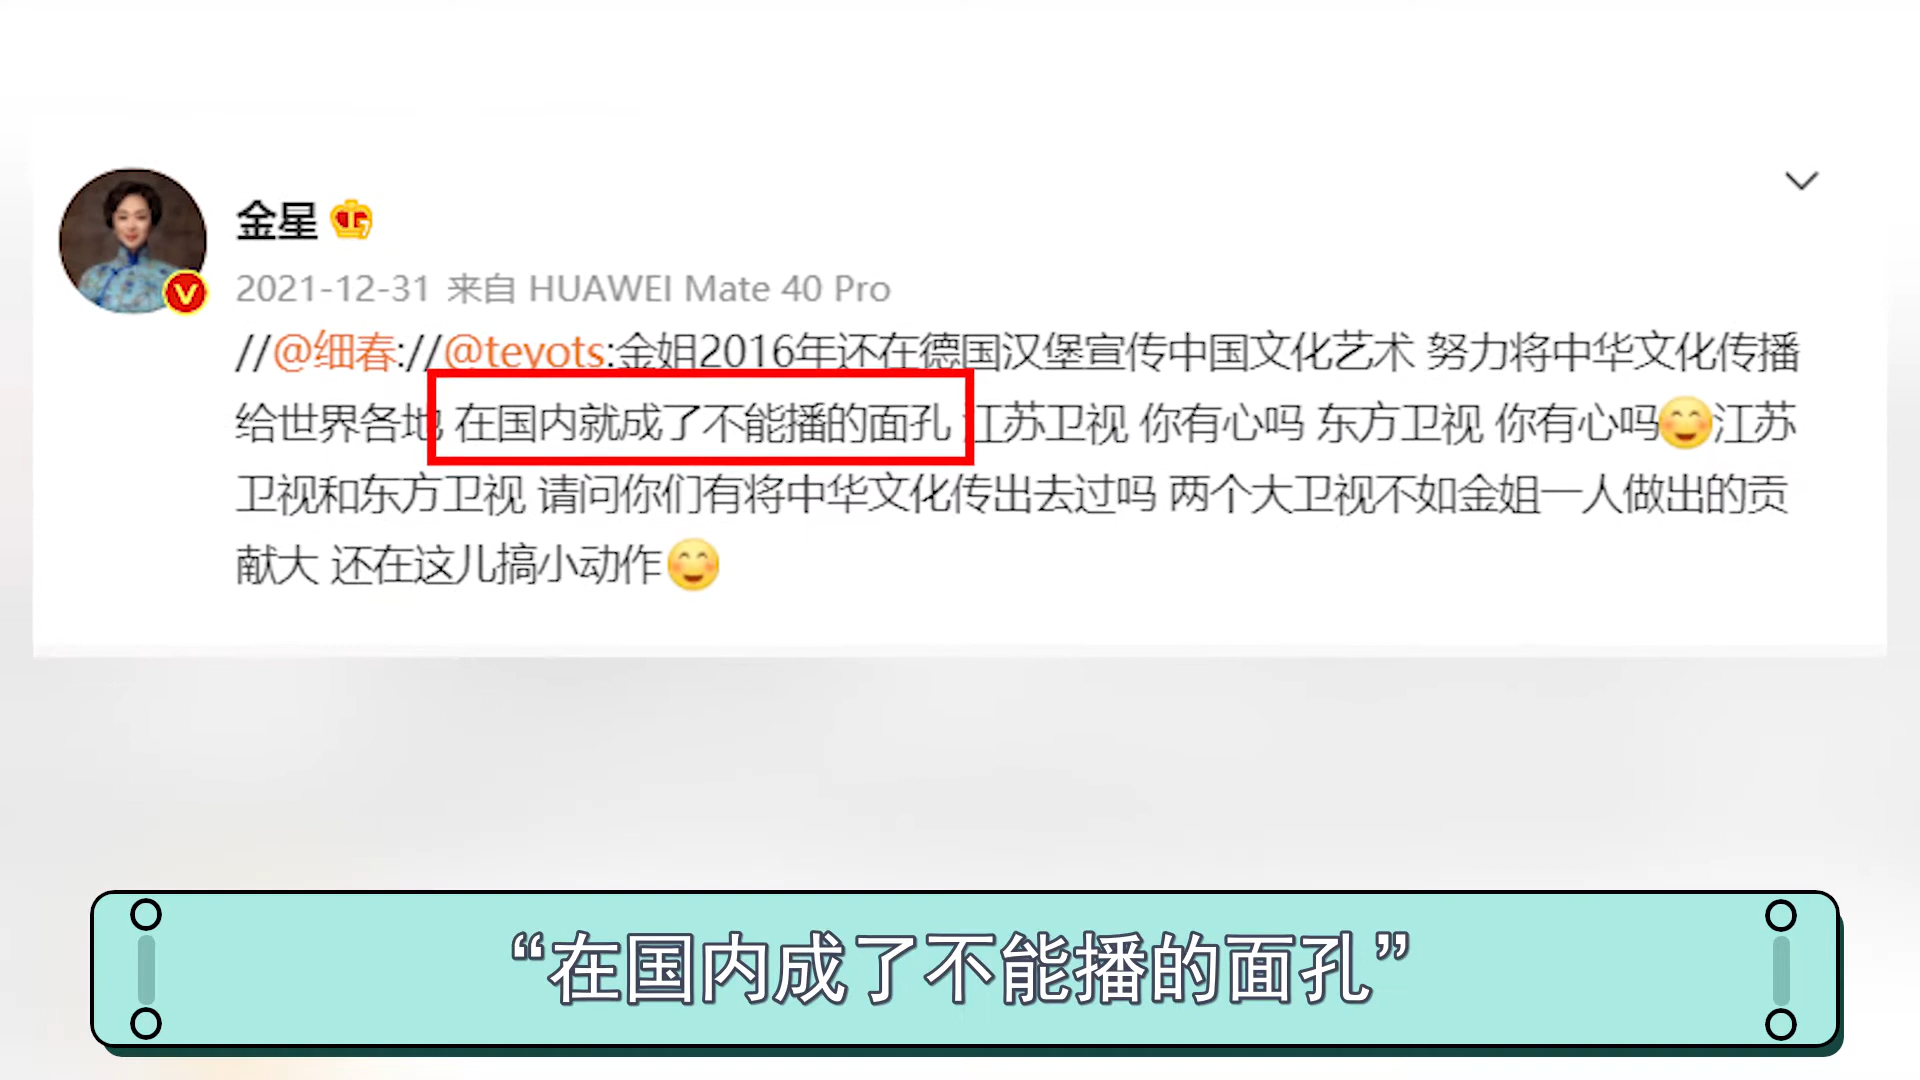 金星
2021-12-31 来自 HUAWEI Mate 40 Pro
//@细春://@teyots:金姐2016年还在德国汉堡宣传中国文化艺术 努力将中华文化传播
给世界各地 在国内就成了不能播的面孔 江苏卫视 你有心吗 东方卫视 你有心吗😊江苏
卫视和东方卫视 请问你们有将中华文化传出去过吗 两个大卫视不如金姐一人做出的贡
献大 还在这儿搞小动作😊
“在国内成了不能播的面孔”